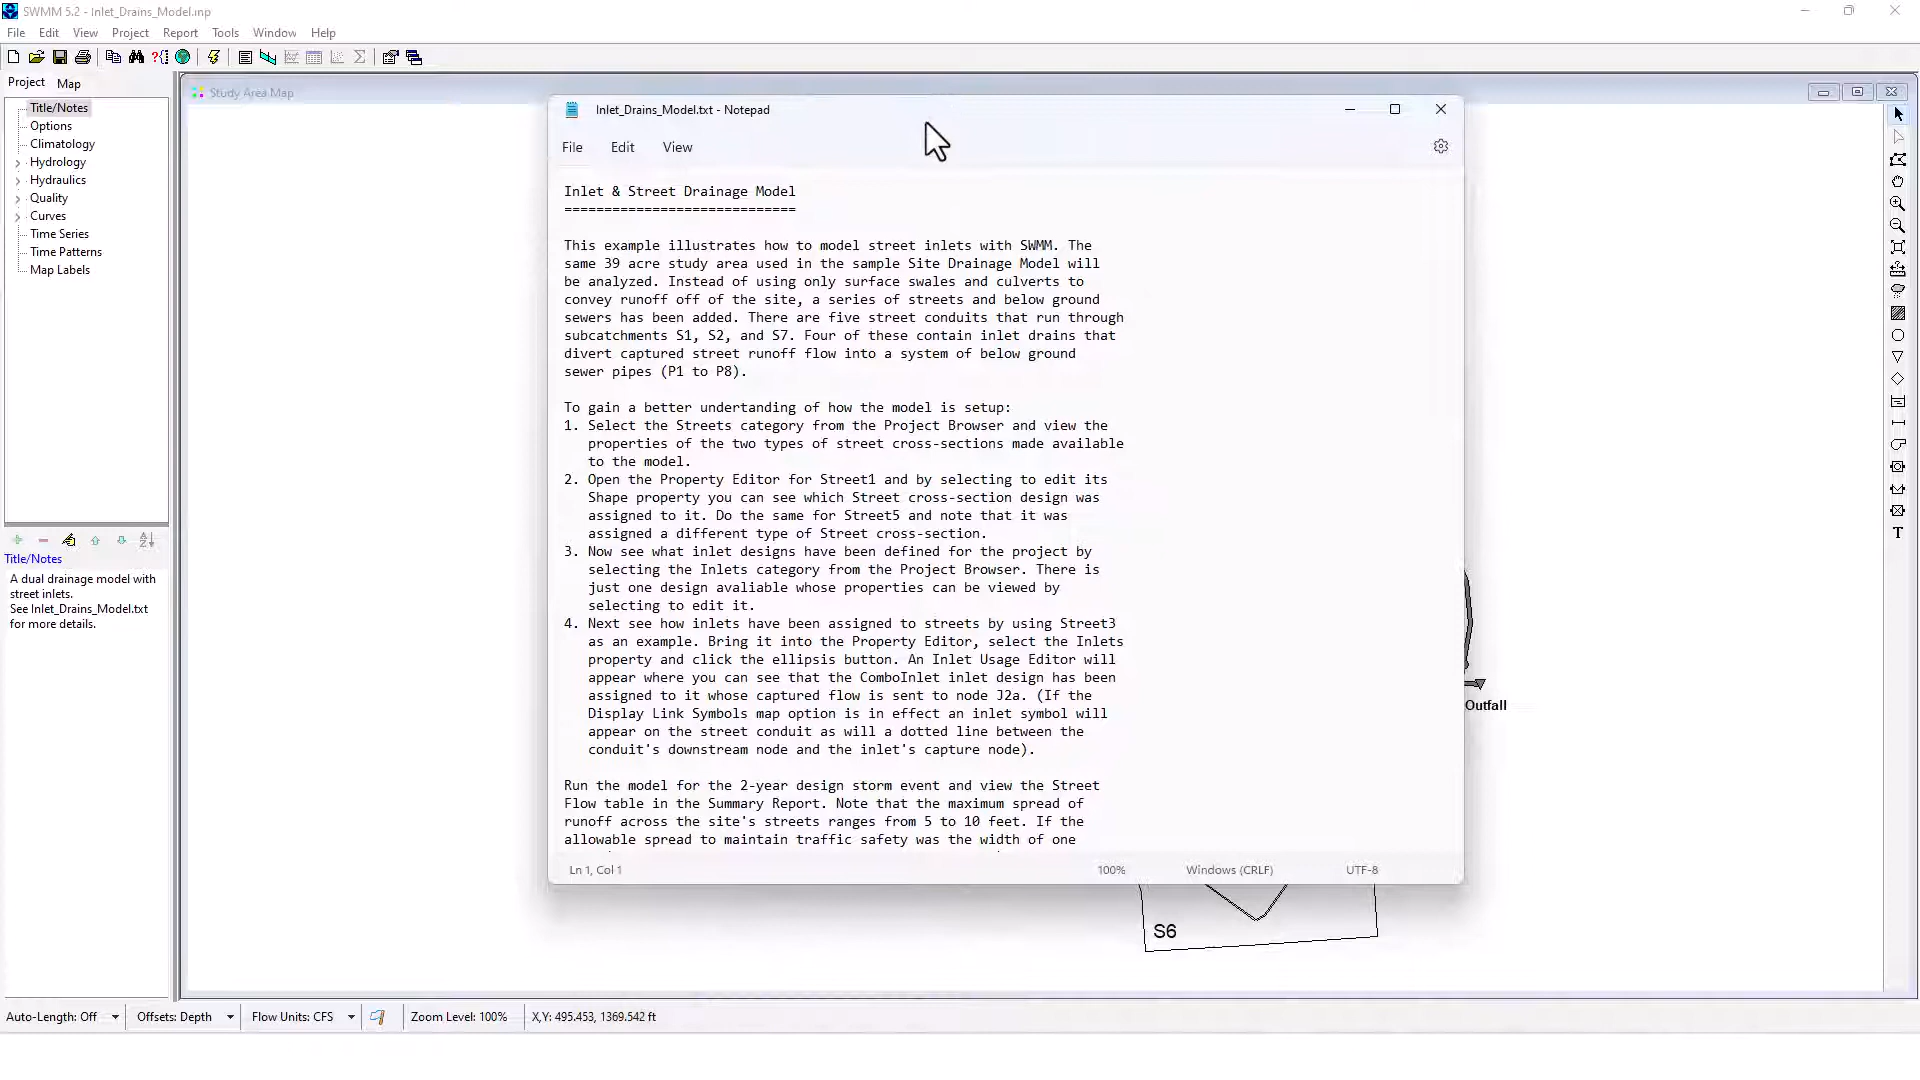 SWMM 5.2 - Inlet_Drains_Model.inp
File Edit View Project Report Tools Window Help
Project Map
Title/Notes
Options
Climatology
Hydrology
Hydraulics
Quality
Curves
Time Series
Time Patterns
Map Labels
Title/Notes
A dual drainage model with
street inlets.
See Inlet_Drains_Model.txt
for more details.
Study Area Map
Inlet_Drains_Model.txt - Notepad
File Edit View
Inlet & Street Drainage Model
=============================
This example illustrates how to model street inlets with SWMM. The
same 39 acre study area used in the sample Site Drainage Model will
be analyzed. Instead of using only surface swales and culverts to
convey runoff off of the site, a series of streets and below ground
sewers has been added. There are five street conduits that run through
subcatchments S1, S2, and S7. Four of these contain inlet drains that
divert captured street runoff flow into a system of below ground
sewer pipes (P1 to P8).
To gain a better undertanding of how the model is setup:
1. Select the Streets category from the Project Browser and view the
properties of the two types of street cross-sections made available
to the model.
2. Open the Property Editor for Street1 and by selecting to edit its
Shape property you can see which Street cross-section design was
assigned to it. Do the same for Street5 and note that it was
assigned a different type of Street cross-section.
3. Now see what inlet designs have been defined for the project by
selecting the Inlets category from the Project Browser. There is
just one design avaliable whose properties can be viewed by
selecting to edit it.
4. Next see how inlets have been assigned to streets by using Street3
as an example. Bring it into the Property Editor, select the Inlets
property and click the ellipsis button. An Inlet Usage Editor will
appear where you can see that the ComboInlet inlet design has been
assigned to it whose captured flow is sent to node J2a. (If the
Display Link Symbols map option is in effect an inlet symbol will
appear on the street conduit as will a dotted line between the
conduit's downstream node and the inlet's capture node).
Run the model for the 2-year design storm event and view the Street
Flow table in the Summary Report. Note that the maximum spread of
runoff across the site's streets ranges from 5 to 10 feet. If the
allowable spread to maintain traffic safety was the width of one
Ln 1, Col 1 100% Windows (CRLF) UTF-8
Outfall
S6
T
Auto-Length: Off Offsets: Depth Flow Units: CFS Zoom Level: 100% X,Y: 495.453, 1369.542 ft